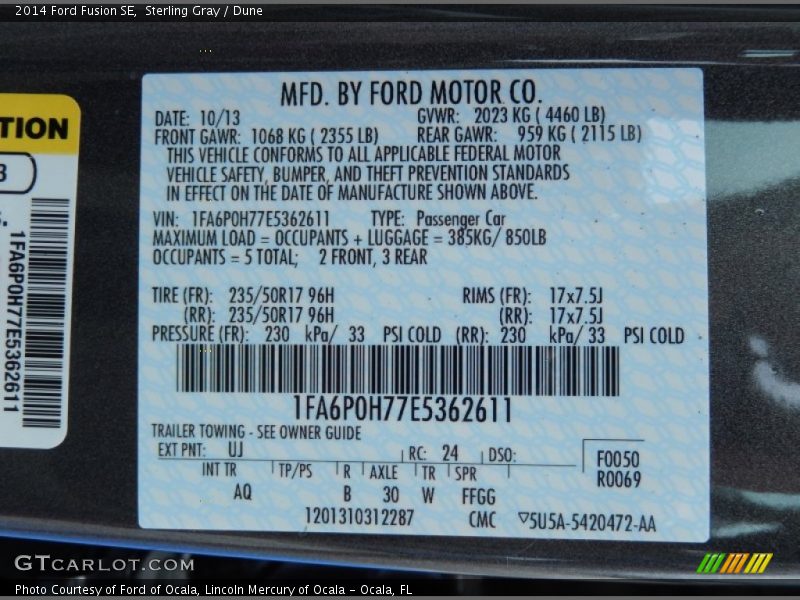 2014 Ford Fusion SE,  Sterling Gray / Dune
TION
1FA6P0H77E5362611
MFD. BY FORD MOTOR CO.
DATE: 10/13 GVWR: 2023 KG ( 4460 LB)
FRONT GAWR: 1068 KG ( 2355 LB) REAR GAWR: 959 KG ( 2115 LB)
THIS VEHICLE CONFORMS TO ALL APPLICABLE FEDERAL MOTOR
VEHICLE SAFETY, BUMPER, AND THEFT PREVENTION STANDARDS
IN EFFECT ON THE DATE OF MANUFACTURE SHOWN ABOVE.
VIN: 1FA6P0H77E5362611 TYPE: Passenger Car
MAXIMUM LOAD = OCCUPANTS + LUGGAGE = 385KG/ 850LB
OCCUPANTS = 5 TOTAL; 2 FRONT, 3 REAR
TIRE (FR): 235/50R17 96H RIMS (FR): 17x7.5J
(RR): 235/50R17 96H (RR): 17x7.5J
PRESSURE (FR): 230 kPa/ 33 PSI COLD (RR): 230 kPa/ 33 PSI COLD
1FA6P0H77E5362611
TRAILER TOWING - SEE OWNER GUIDE
EXT PNT: UJ RC: 24 DSO: F0050
INT TR TP/PS R AXLE TR SPR R0069
AQ B 30 W FFGG
1201310312287 CMC ▽5U5A-5420472-AA
GTCARLOT.COM
Photo Courtesy of Ford of Ocala, Lincoln Mercury of Ocala - Ocala, FL